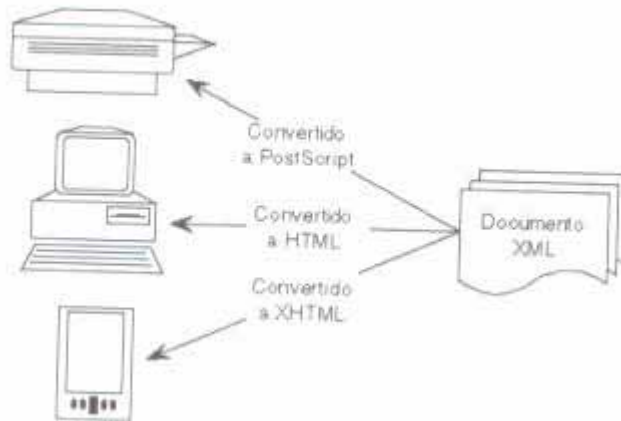 Convertido
a PostScript
Convertido
a HTML
Convertido
a XHTML
Documento
XML